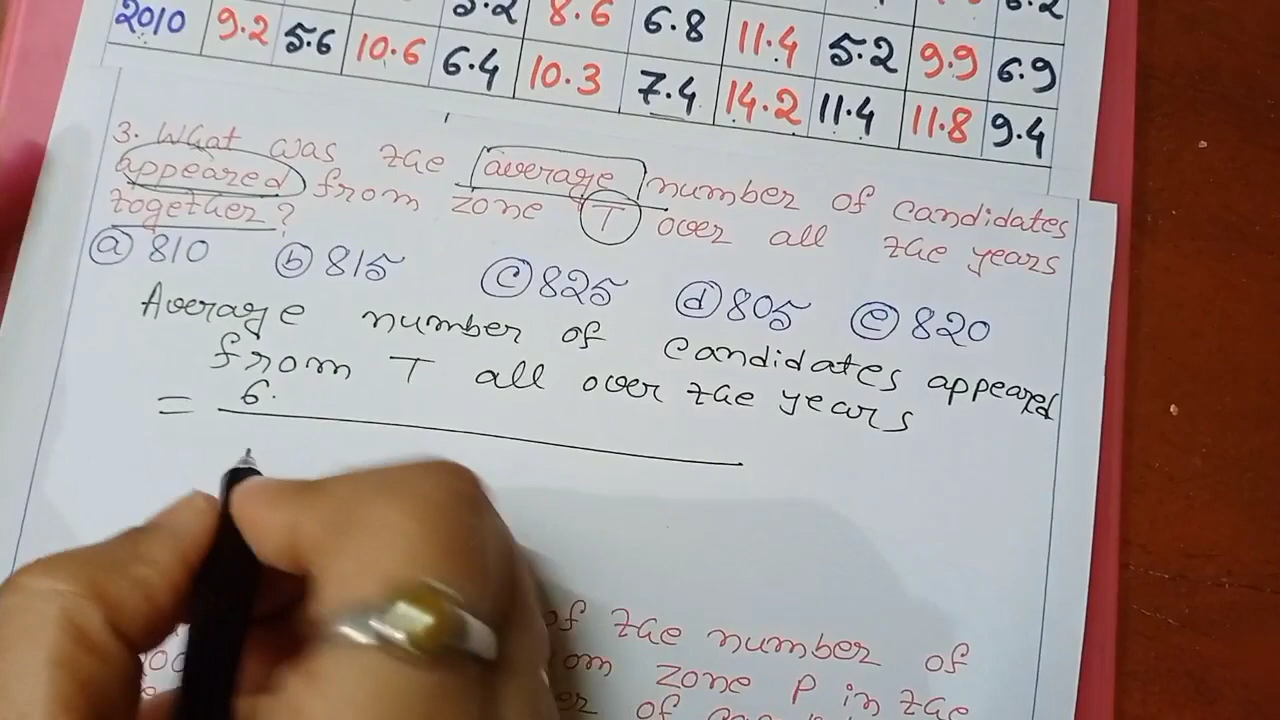 5.2 8.6 6.8 11.4 5.2 9.9 6.9
2010 9.2 5.6 10.6 6.4 10.3 7.4 14.2 11.4 11.8 9.4
3. What was the average number of candidates
appeared from zone T over all the years
together?
(a) 810 (b) 815 (c) 825 (d) 805 (e) 820
Average number of candidates appeared
from T all over the years
= 6.
of the number of
om zone P in the
of